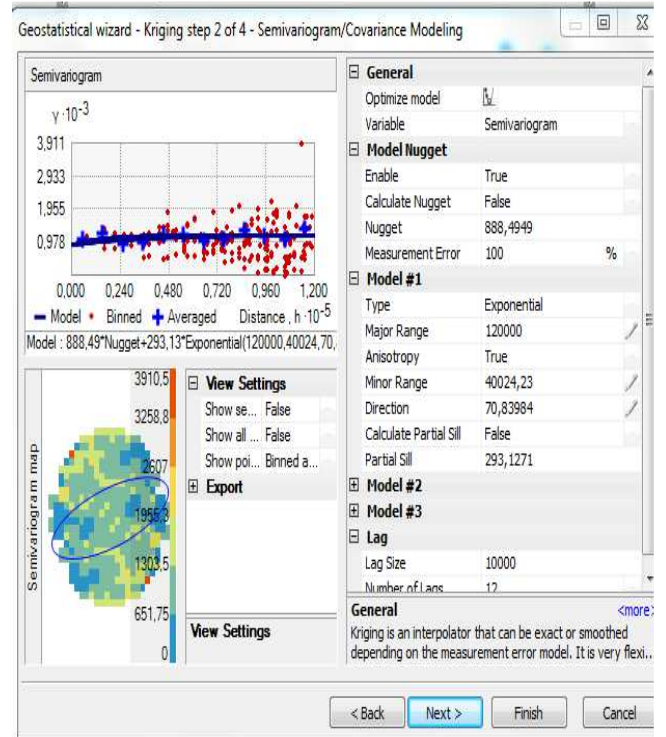 Geostatistical wizard - Kriging step 2 of 4 - Semivariogram/Covariance Modeling
Semivariogram
γ ·10⁻³
3,911
2,933
1,955
0,978
0.000 0,240 0,480 0,720 0,960 1,200
Model Binned Averaged Distance , h ·10⁻⁵
Model : 888,49*Nugget+293,13*Exponential(120000,40024,70,
Semivariogram map
3910,5
3258,8
2607
1955,3
1303,5
651,75
0
View Settings
Show se... False
Show all ... False
Show poi... Binned a...
Export
View Settings
General
Optimize model
Variable Semivariogram
Model Nugget
Enable True
Calculate Nugget False
Nugget 888,4949
Measurement Error 100 %
Model #1
Type Exponential
Major Range 120000
Anisotropy True
Minor Range 40024,23
Direction 70,83984
Calculate Partial Sill False
Partial Sill 293,1271
Model #2
Model #3
Lag
Lag Size 10000
Number of Lags 12
General <more>
Kriging is an interpolator that can be exact or smoothed
depending on the measurement error model. It is very flexi..
< Back Next > Finish Cancel